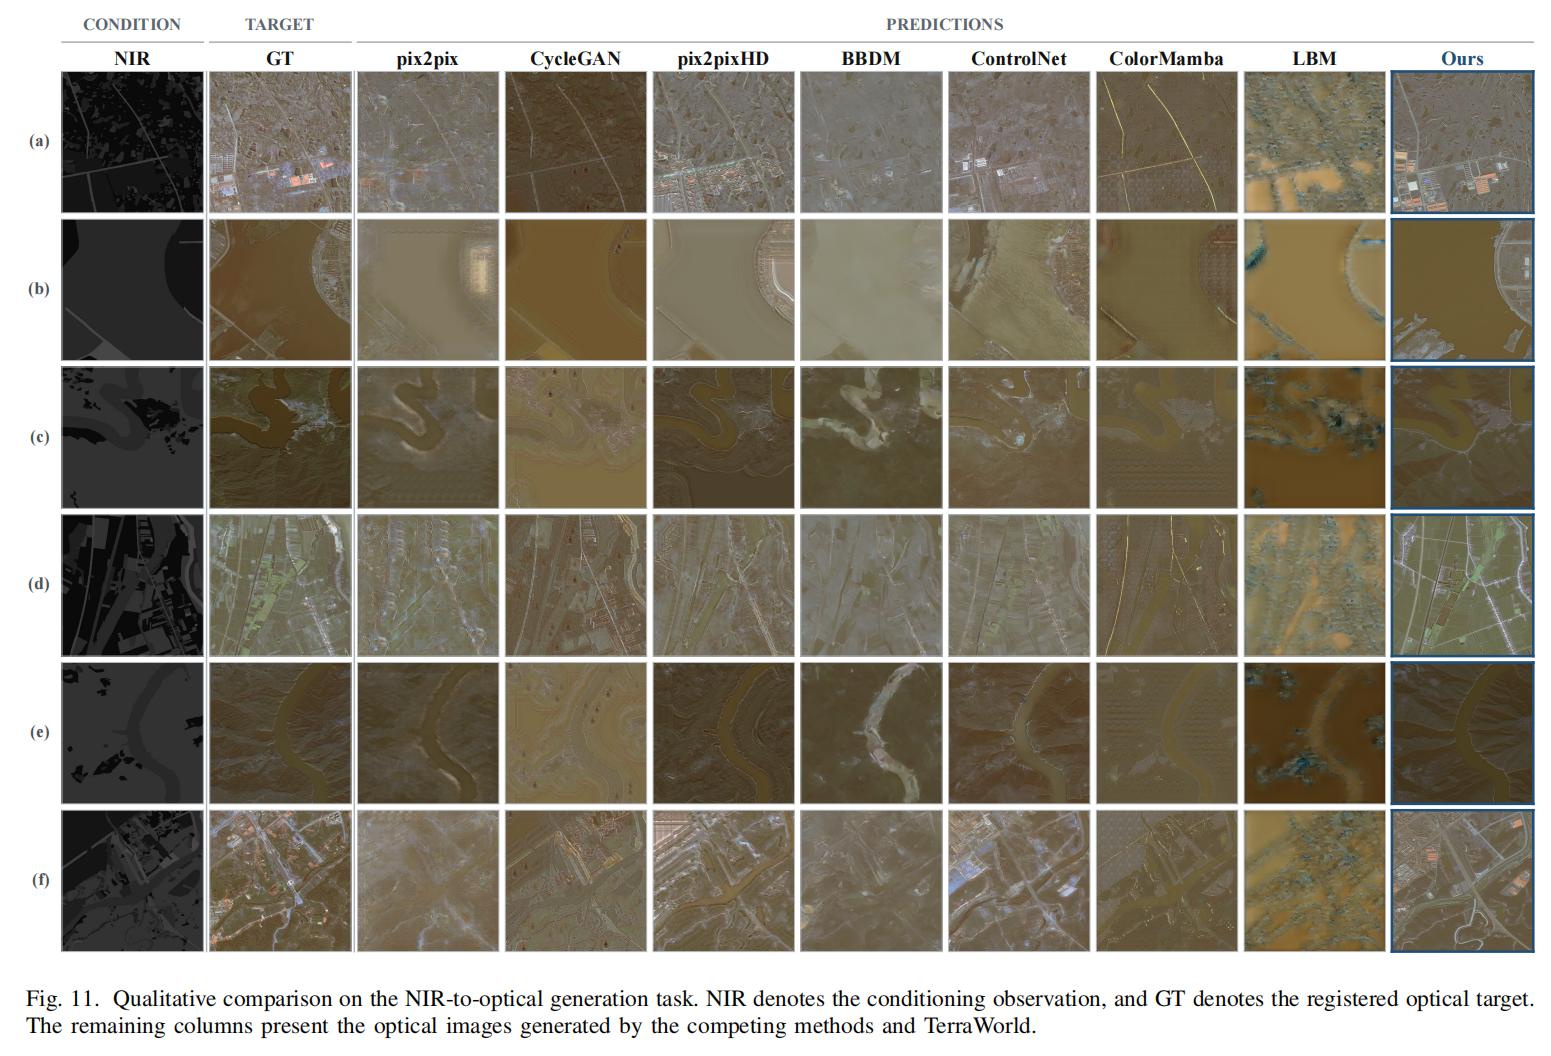 CONDITION TARGET PREDICTIONS
NIR GT pix2pix CycleGAN pix2pixHD BBDM ControlNet ColorMamba LBM Ours
(a)
(b)
(c)
(d)
(e)
(f)
Fig. 11. Qualitative comparison on the NIR-to-optical generation task. NIR denotes the conditioning observation, and GT denotes the registered optical target.
The remaining columns present the optical images generated by the competing methods and TerraWorld.